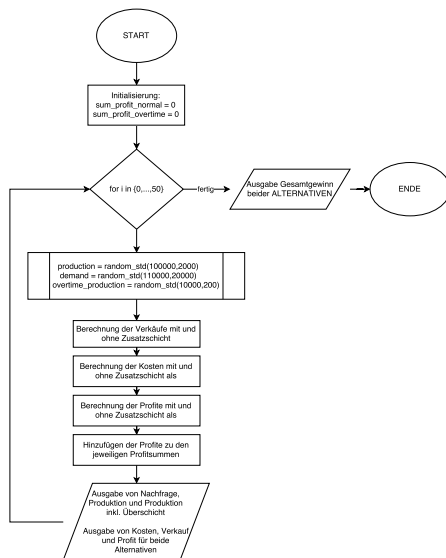 START
Initialisierung:
sum_profit_normal = 0
sum_profit_overtime = 0
for i in {0,...,50}
fertig
Ausgabe Gesamtgewinn
beider ALTERNATIVEN
ENDE
production = random_std(100000,2000)
demand = random_std(110000,20000)
overtime_production = random_std(10000,200)
Berechnung der Verkäufe mit und
ohne Zusatzschicht
Berechnung der Kosten mit und
ohne Zusatzschicht als
Berechnung der Profite mit und
ohne Zusatzschicht als
Hinzufügen der Profite zu den
jeweiligen Profitsummen
Ausgabe von Nachfrage,
Produktion und Produktion
inkl. Überschicht
Ausgabe von Kosten, Verkauf
und Profit für beide
Alternativen